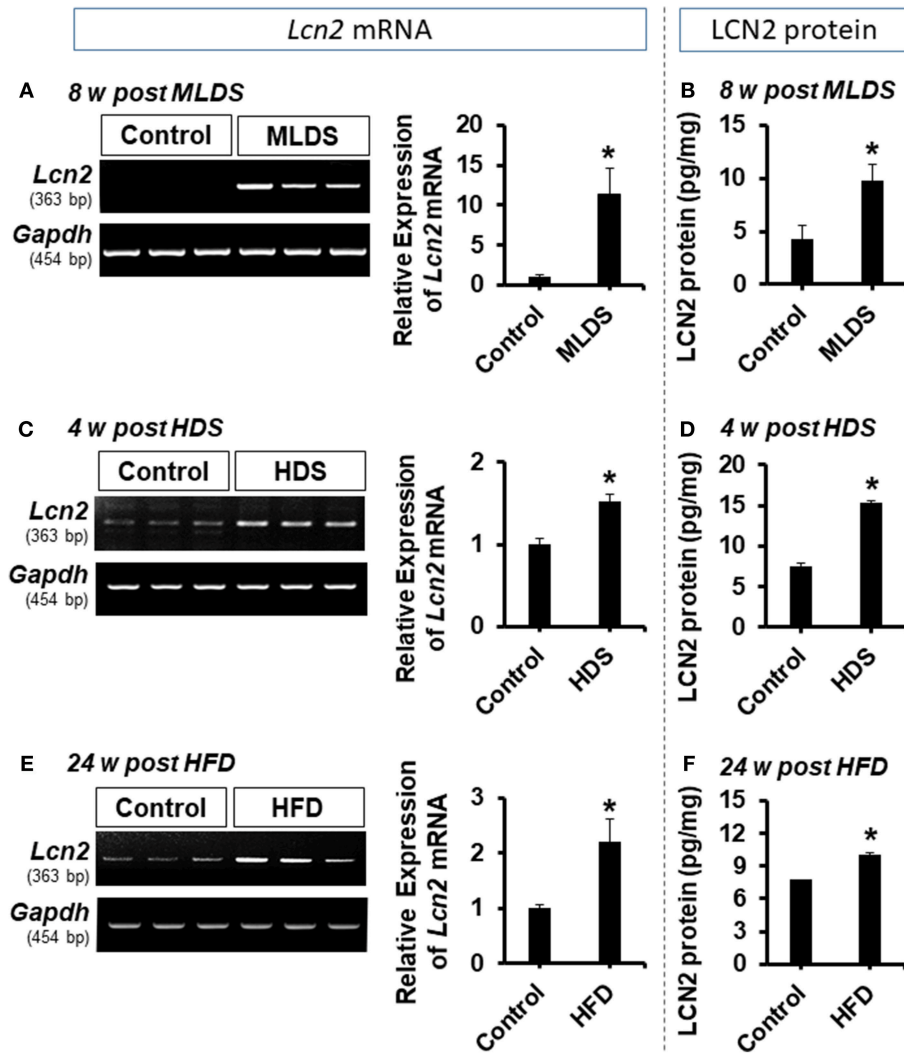 Lcn2 mRNA
LCN2 protein
A 8 w post MLDS
Control MLDS
Lcn2
(363 bp)
Gapdh
(454 bp)
Relative Expression
of Lcn2 mRNA
20
15
10
5
0
*
Control
MLDS
B 8 w post MLDS
LCN2 protein (pg/mg)
15
10
5
0
*
Control
MLDS
C 4 w post HDS
Control HDS
Lcn2
(363 bp)
Gapdh
(454 bp)
Relative Expression
of Lcn2 mRNA
2
1
0
*
Control
HDS
D 4 w post HDS
LCN2 protein (pg/mg)
20
15
10
5
0
*
Control
HDS
E 24 w post HFD
Control HFD
Lcn2
(363 bp)
Gapdh
(454 bp)
Relative Expression
of Lcn2 mRNA
3
2
1
0
*
Control
HFD
F 24 w post HFD
LCN2 protein (pg/mg)
15
12
9
6
3
0
*
Control
HFD